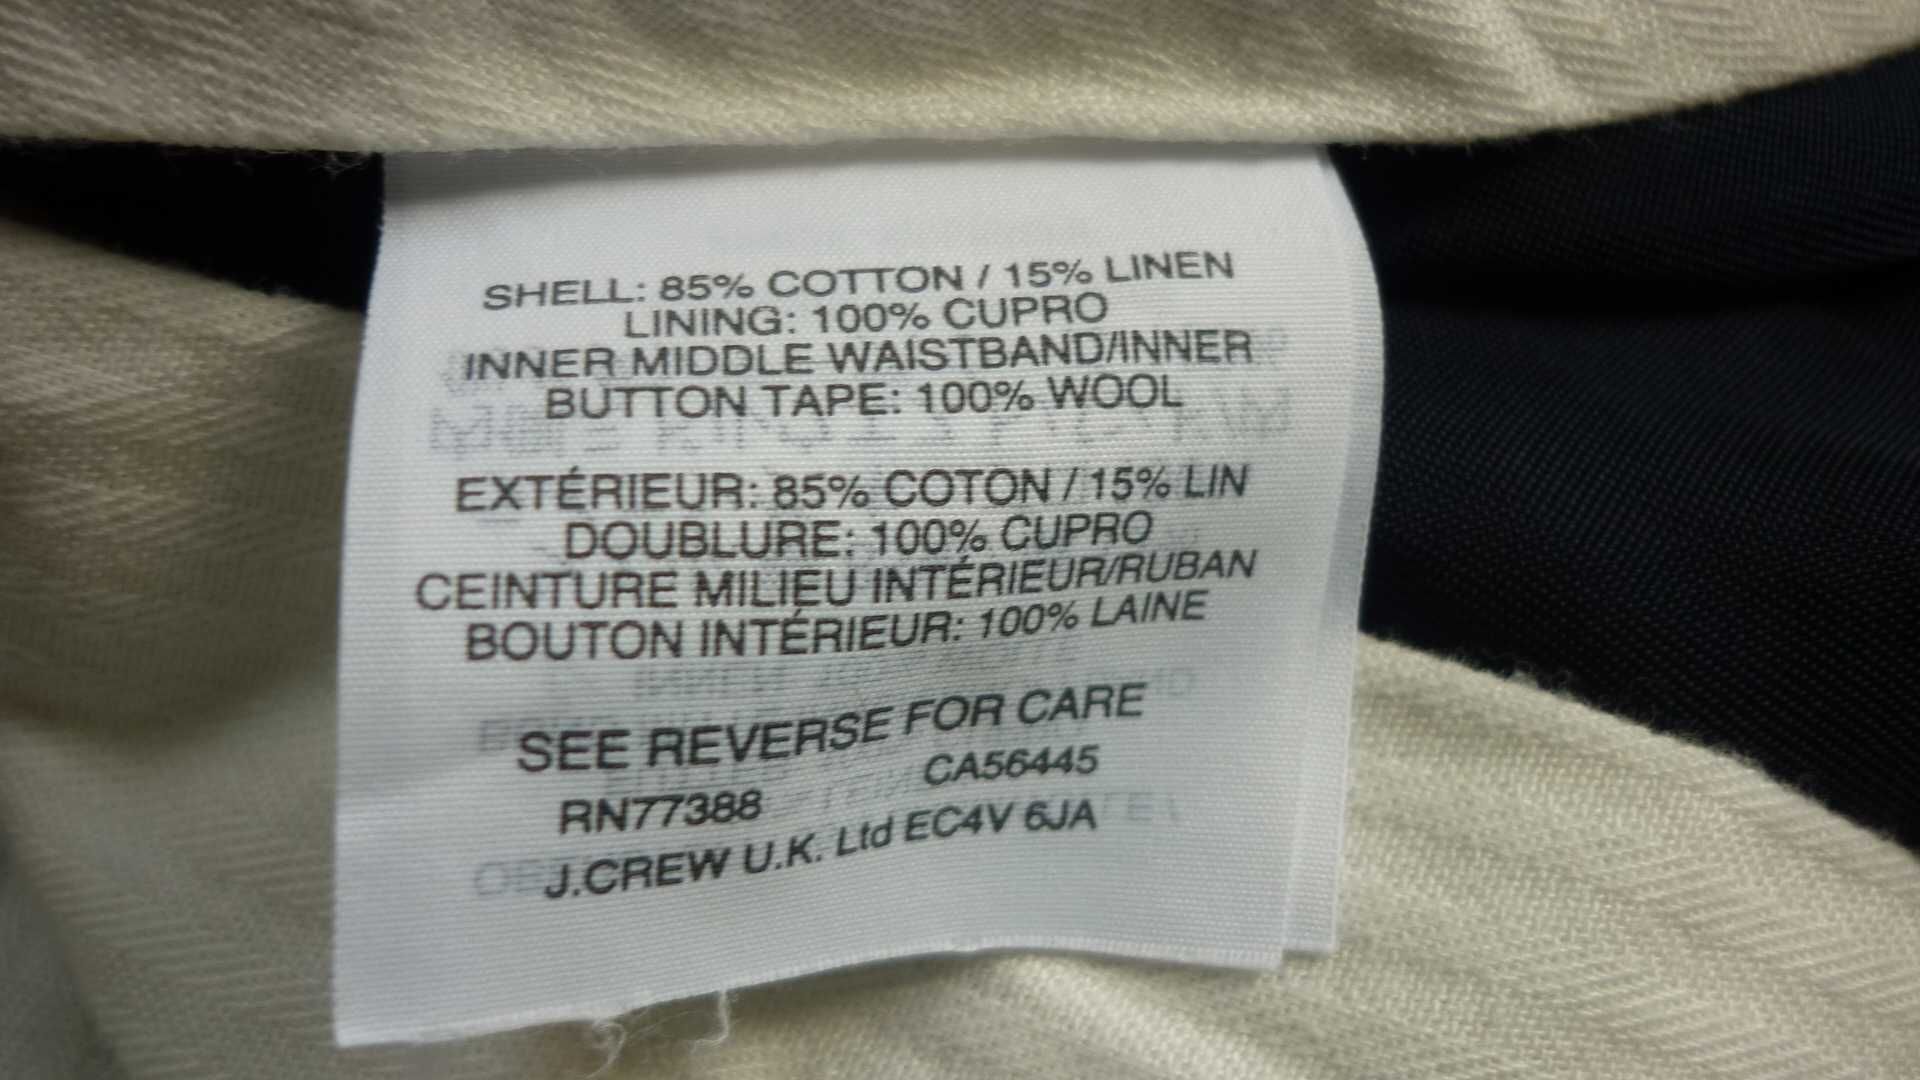 SHELL: 85% COTTON / 15% LINEN
LINING: 100% CUPRO
INNER MIDDLE WAISTBAND/INNER
BUTTON TAPE: 100% WOOL
EXTÉRIEUR: 85% COTON / 15% LIN
DOUBLURE: 100% CUPRO
CEINTURE MILIEU INTÉRIEUR/RUBAN
BOUTON INTÉRIEUR: 100% LAINE
SEE REVERSE FOR CARE
RN77388 CA56445
J.CREW U.K. Ltd EC4V 6JA